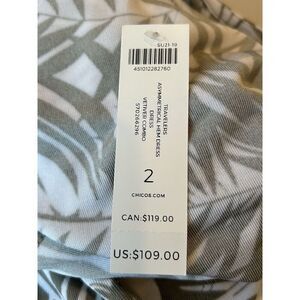 SU21-19
451012282760
TRAVELERS
ASYMMETRICAL HEM DRESS
DRESS
VETIVER COMBO
570266296
2
CHICOS.COM
CAN:$119.00
US:$109.00